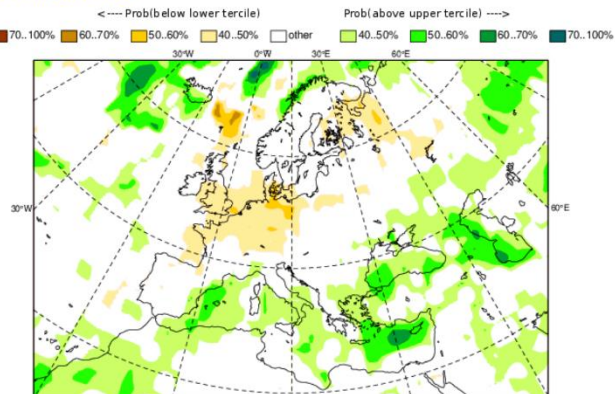 <---- Prob(below lower tercile) Prob(above upper tercile) ---->
70..100% 60..70% 50..60% 40..50% other 40..50% 50..60% 60..70% 70..100%
30°W 0°W 30°E 60°E
30°W 60°E